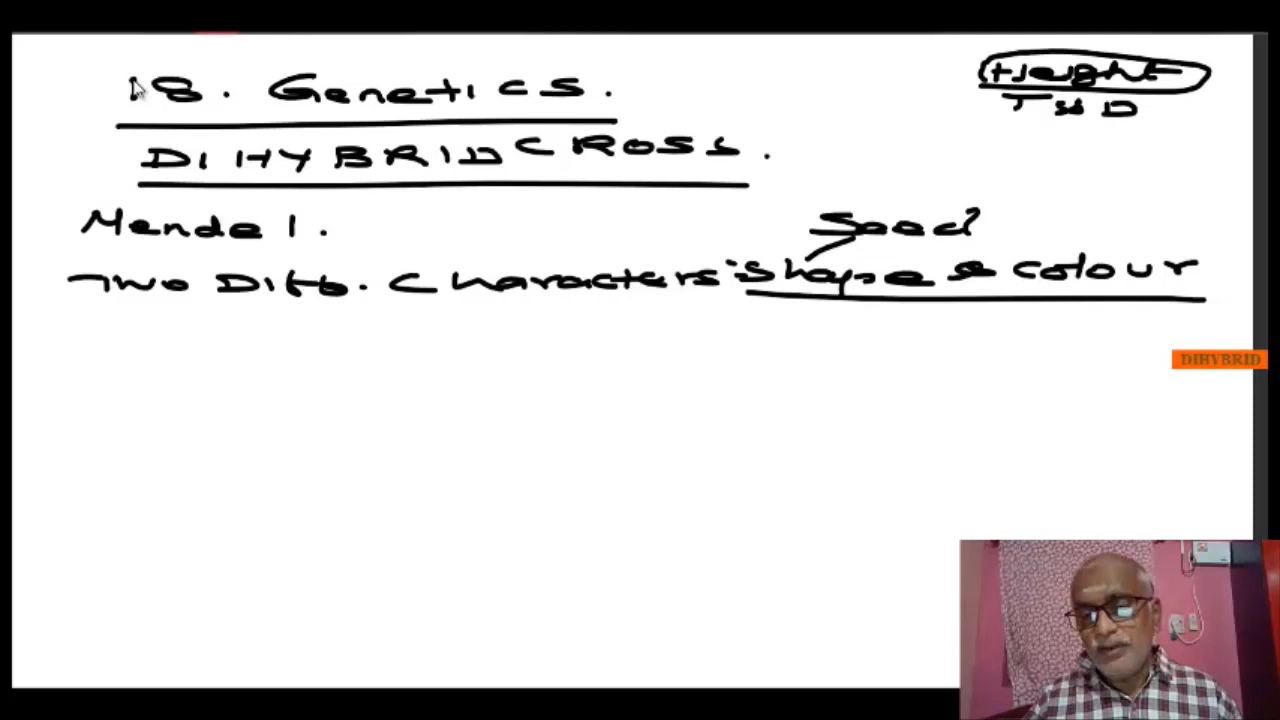 18. Genetics.
Height
T & D
DIHYBRID CROSS.
Mendel.
Seed
Two Diff. Characters: Shape & colour
DIHYBRID